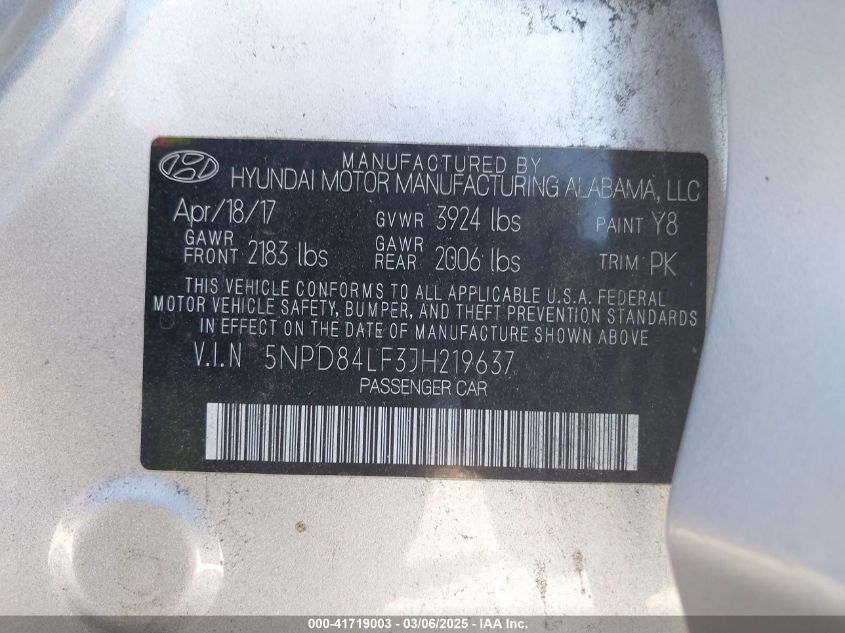 MANUFACTURED BY
HYUNDAI MOTOR MANUFACTURING ALABAMA, LLC
Apr/18/17 GVWR 3924 lbs PAINT Y8
GAWR FRONT 2183 lbs GAWR REAR 2006 lbs TRIM PK
THIS VEHICLE CONFORMS TO ALL APPLICABLE U.S.A. FEDERAL
MOTOR VEHICLE SAFETY, BUMPER, AND THEFT PREVENTION STANDARDS
IN EFFECT ON THE DATE OF MANUFACTURE SHOWN ABOVE
V.I.N 5NPD84LF3JH219637
PASSENGER CAR
000-41719003 - 03/06/2025 - IAA Inc.